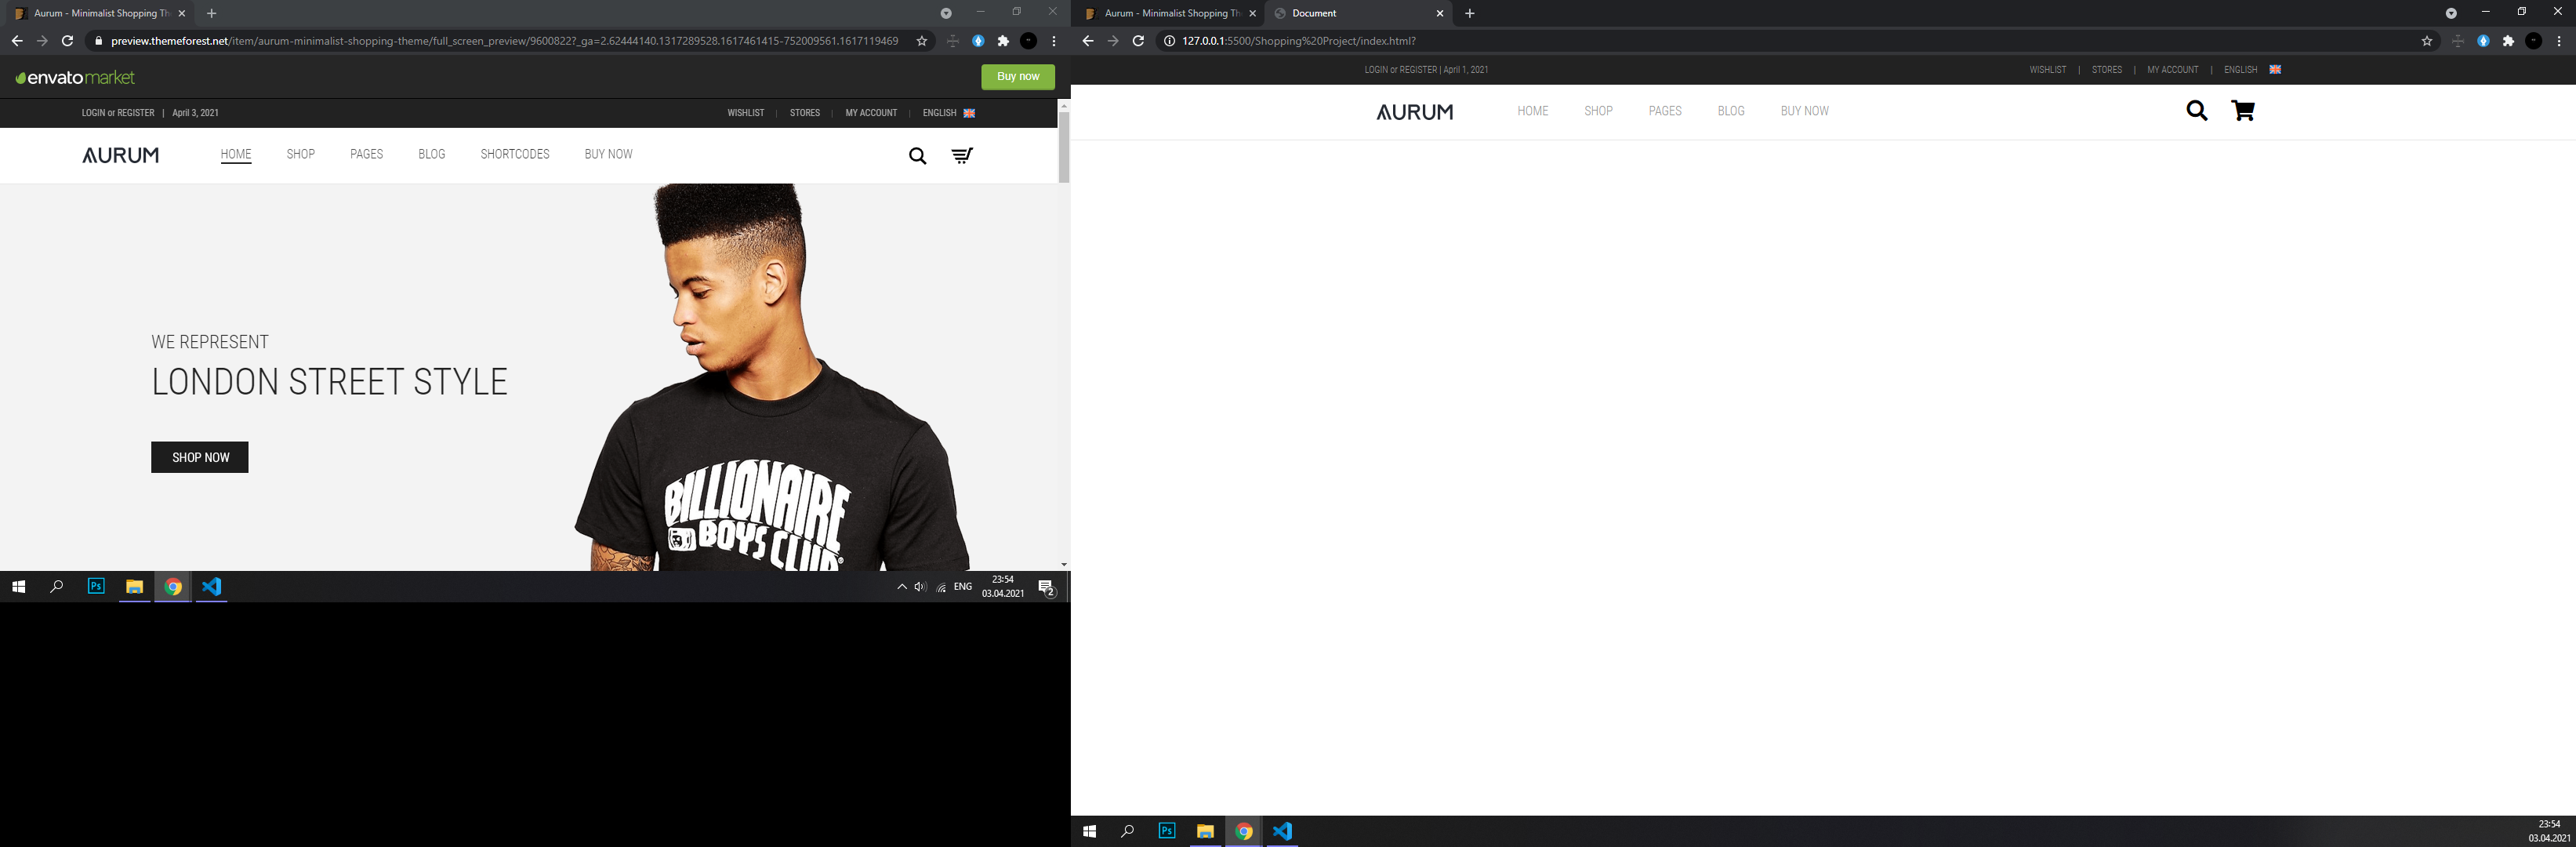 Aurum - Minimalist Shopping Th
preview.themeforest.net/item/aurum-minimalist-shopping-theme/full_screen_preview/9600822?_ga=2.62444140.1317289528.1617461415-752009561.1617119469
envato market
Buy now
LOGIN or REGISTER | April 3, 2021
WISHLIST | STORES | MY ACCOUNT | ENGLISH
AURUM
HOME SHOP PAGES BLOG SHORTCODES BUY NOW
WE REPRESENT
LONDON STREET STYLE
SHOP NOW
BILLIONAIRE
BOYS CLUB
Ps
ENG
23:54
03.04.2021
2
Aurum - Minimalist Shopping Th
Document
127.0.0.1:5500/Shopping%20Project/index.html?
LOGIN or REGISTER | April 1, 2021
WISHLIST | STORES | MY ACCOUNT | ENGLISH
AURUM
HOME SHOP PAGES BLOG BUY NOW
Ps
23:54
03.04.2021